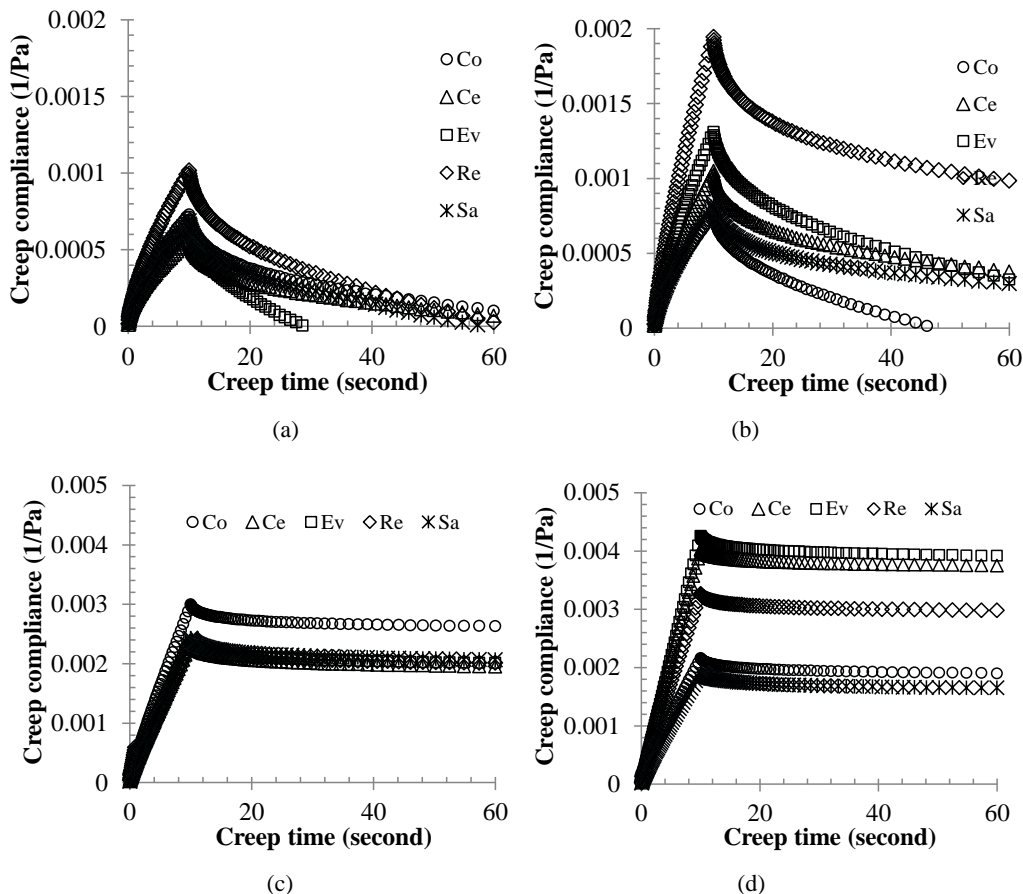 0.002
0.0015
0.001
0.0005
0
0 20 40 60
Creep compliance (1/Pa)
Creep time (second)
Co
Ce
Ev
Re
Sa
(a)
0.002
0.0015
0.001
0.0005
0
0 20 40 60
Creep compliance (1/Pa)
Creep time (second)
Co
Ce
Ev
Re
Sa
(b)
0.005
0.004
0.003
0.002
0.001
0
0 20 40 60
Creep compliance (1/Pa)
Creep time (second)
Co Ce Ev Re Sa
(c)
0.005
0.004
0.003
0.002
0.001
0
0 20 40 60
Creep compliance (1/Pa)
Creep time (second)
Co Ce Ev Re Sa
(d)